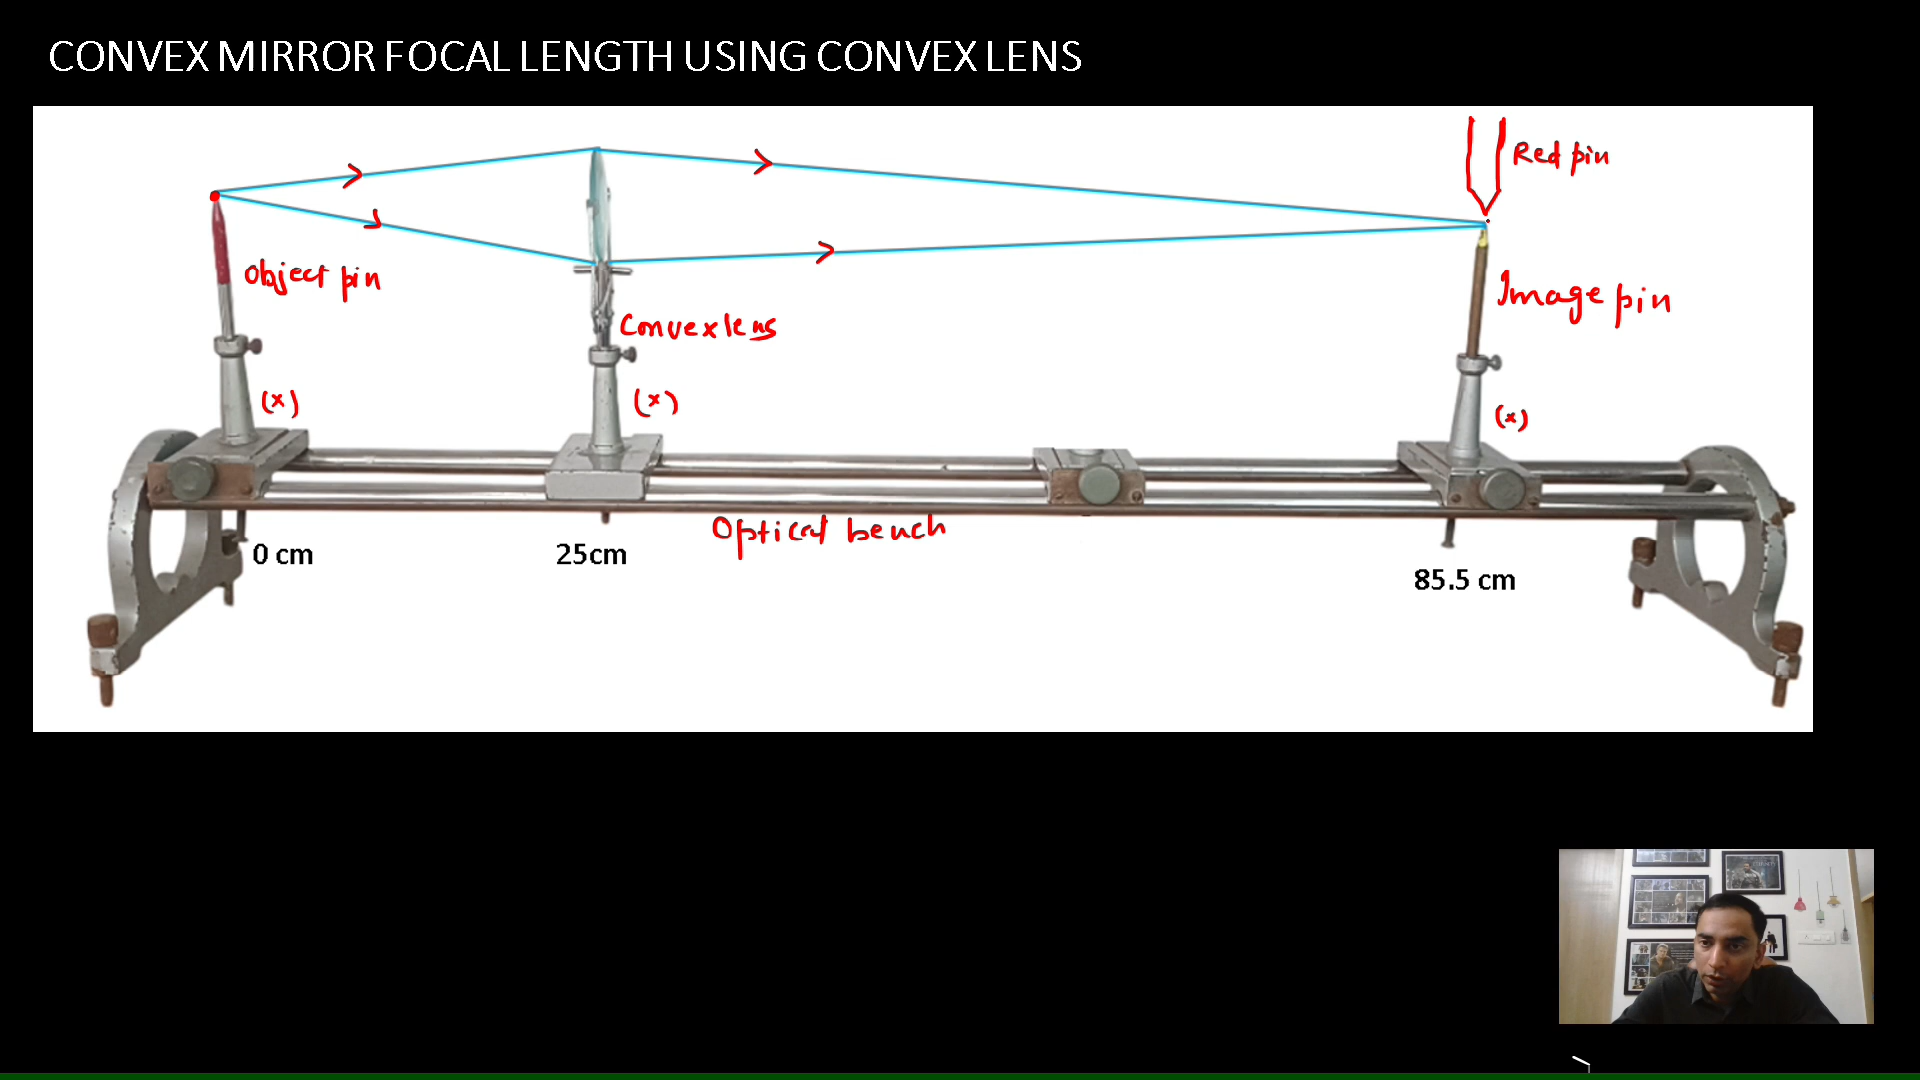 CONVEX MIRROR FOCAL LENGTH USING CONVEX LENS
Red pin
Object pin
Image pin
Convex lens
(x)
(x)
(x)
Optical bench
0 cm
25cm
85.5 cm